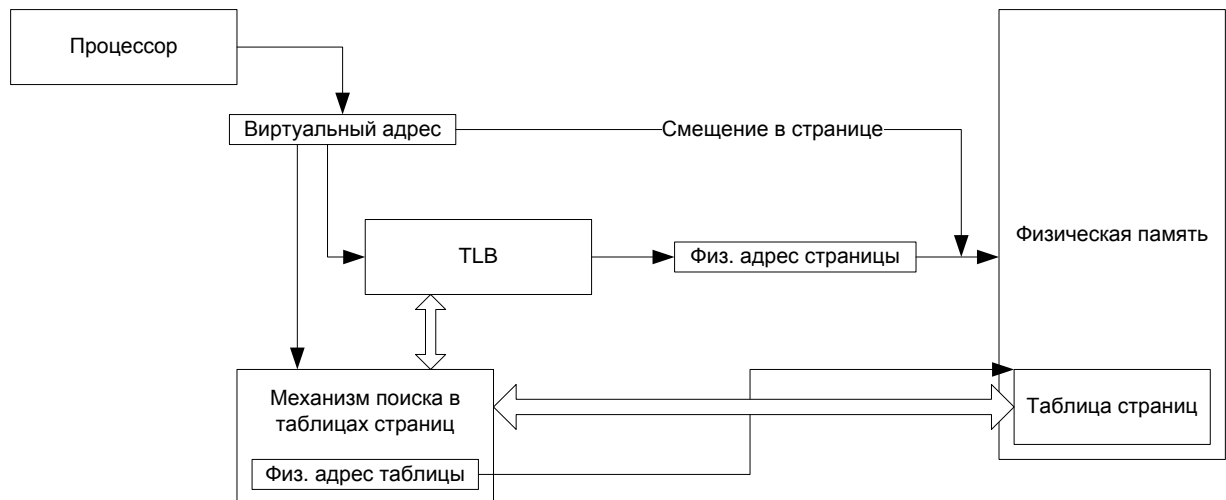 Процессор
Виртуальный адрес
Смещение в странице
TLB
Физ. адрес страницы
Физическая память
Механизм поиска в
таблицах страниц
Таблица страниц
Физ. адрес таблицы